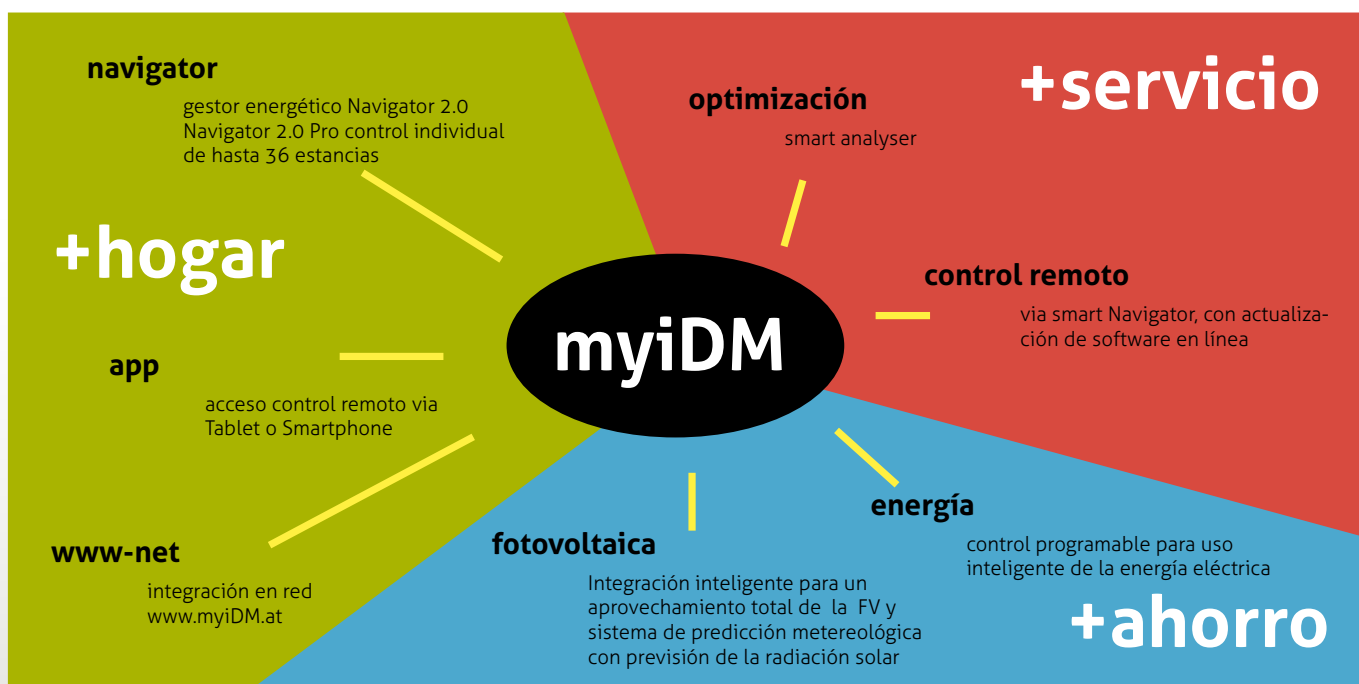 navigator
gestor energético Navigator 2.0
Navigator 2.0 Pro control individual
de hasta 36 estancias
+hogar
app
acceso control remoto via
Tablet o Smartphone
www-net
integración en red
www.myiDM.at
myiDM
+servicio
optimización
smart analyser
control remoto
via smart Navigator, con actualiza-
ción de software en línea
fotovoltaica
Integración inteligente para un
aprovechamiento total de la FV y
sistema de predicción metereológica
con previsión de la radiación solar
energía
control programable para uso
inteligente de la energía eléctrica
+ahorro